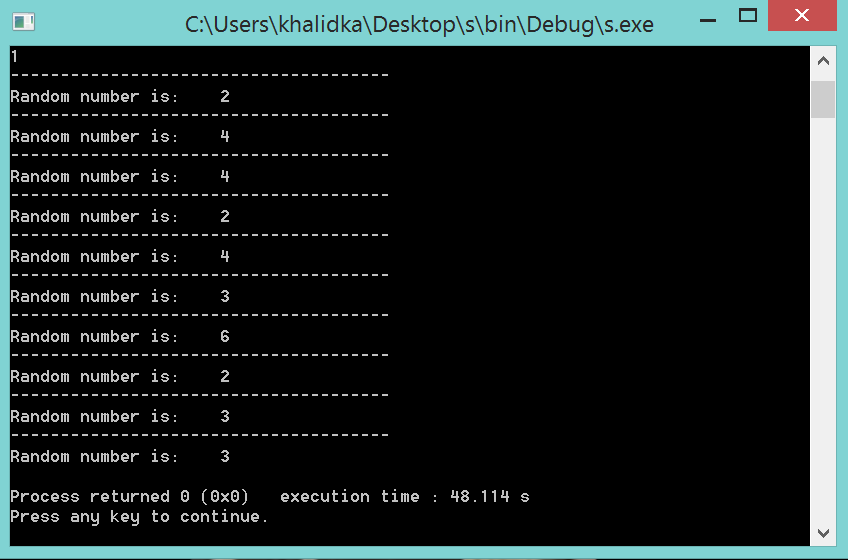 C:\Users\khalidka\Desktop\s\bin\Debug\s.exe
1
--------------------------------------
Random number is:    2
--------------------------------------
Random number is:    4
--------------------------------------
Random number is:    4
--------------------------------------
Random number is:    2
--------------------------------------
Random number is:    4
--------------------------------------
Random number is:    3
--------------------------------------
Random number is:    6
--------------------------------------
Random number is:    2
--------------------------------------
Random number is:    3
--------------------------------------
Random number is:    3
Process returned 0 (0x0)   execution time : 48.114 s
Press any key to continue.